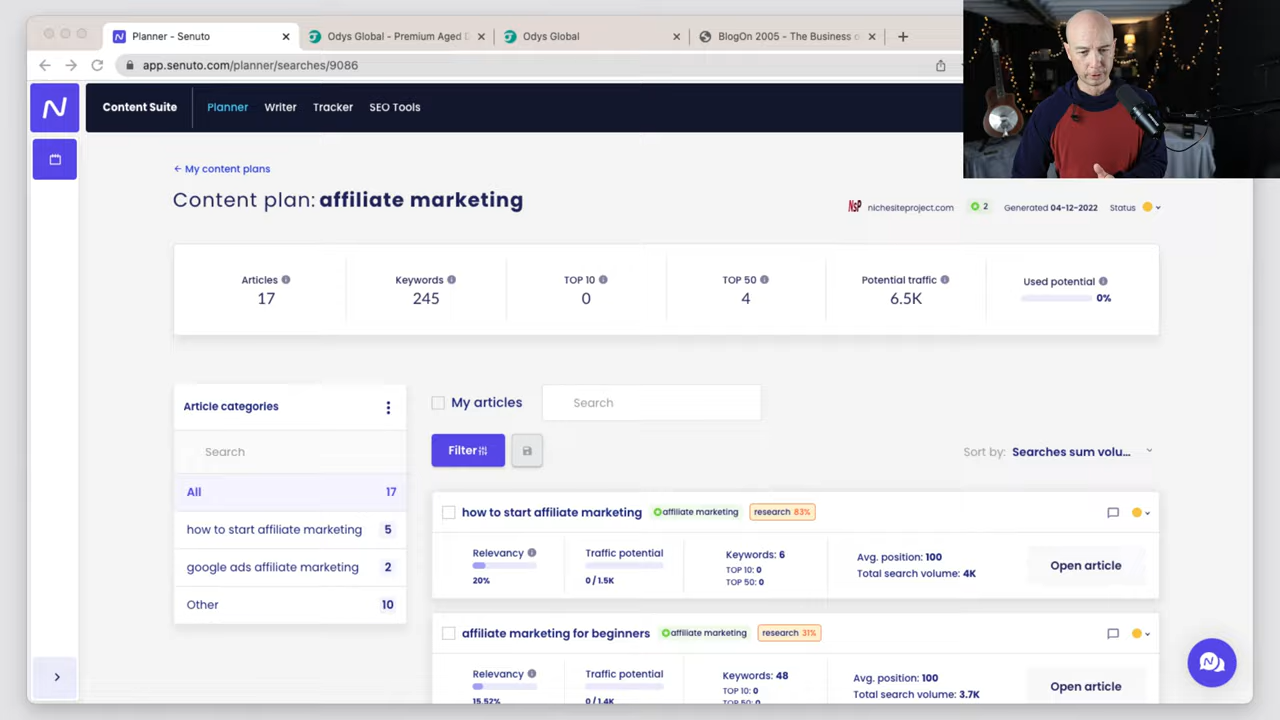 Planner - Senuto
Odys Global - Premium Aged D
Odys Global
BlogOn 2005 - The Business o
app.senuto.com/planner/searches/9086
Content Suite
Planner
Writer
Tracker
SEO Tools
← My content plans
Content plan: affiliate marketing
NSP nichesiteproject.com 2 Generated 04-12-2022 Status
Articles
17
Keywords
245
TOP 10
0
TOP 50
4
Potential traffic
6.5K
Used potential
0%
Article categories
Search
All 17
how to start affiliate marketing 5
google ads affiliate marketing 2
Other 10
My articles
Search
Filter
Sort by: Searches sum volu...
how to start affiliate marketing affiliate marketing research 83%
Relevancy
20%
Traffic potential
0 / 1.5K
Keywords: 6
TOP 10: 0
TOP 50: 0
Avg. position: 100
Total search volume: 4K
Open article
affiliate marketing for beginners affiliate marketing research 31%
Relevancy
15.52%
Traffic potential
0 / 1.4K
Keywords: 48
TOP 10: 0
TOP 50: 0
Avg. position: 100
Total search volume: 3.7K
Open article